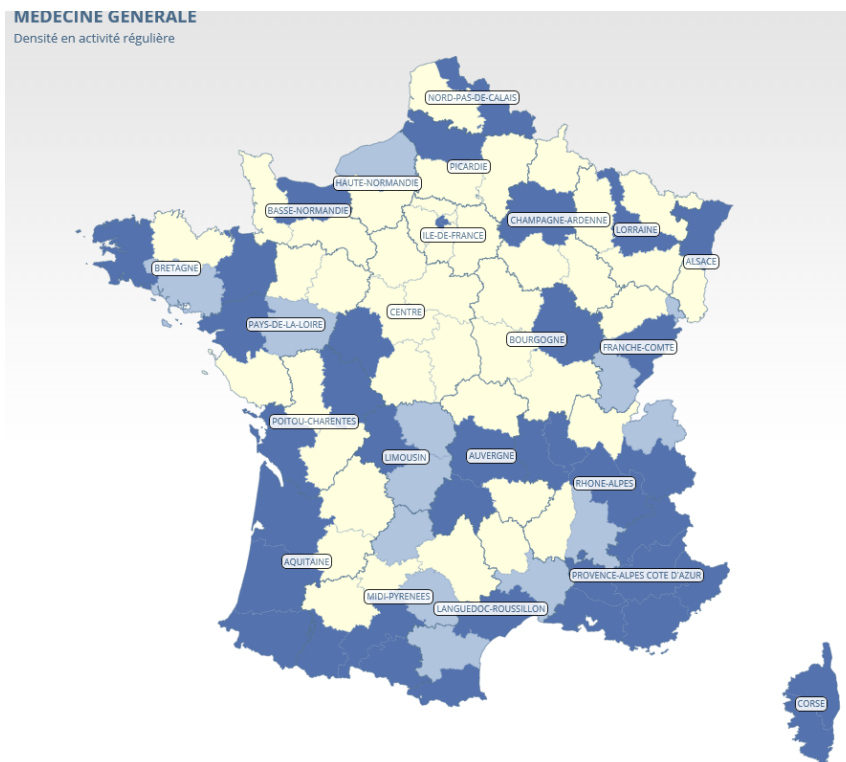 MEDECINE GENERALE
Densité en activité régulière
NORD-PAS-DE-CALAIS
PICARDIE
HAUTE-NORMANDIE
BASSE-NORMANDIE
CHAMPAGNE-ARDENNE
LORRAINE
ILE-DE-FRANCE
ALSACE
BRETAGNE
CENTRE
PAYS-DE-LA-LOIRE
BOURGOGNE
FRANCHE-COMTE
POITOU-CHARENTES
LIMOUSIN
AUVERGNE
RHONE-ALPES
AQUITAINE
PROVENCE-ALPES COTE D'AZUR
MIDI-PYRENEES
LANGUEDOC-ROUSSILLON
CORSE